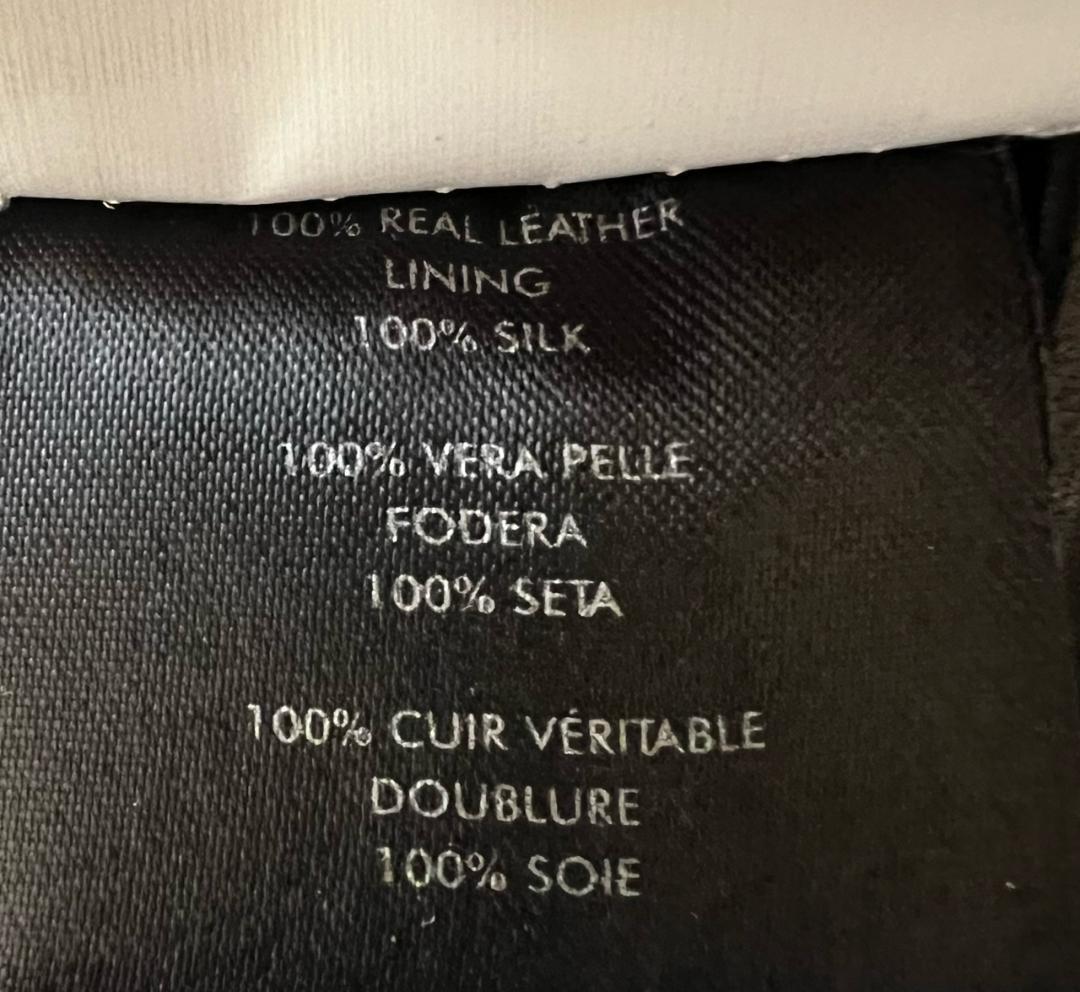 100% REAL LEATHER
LINING
100% SILK
100% VERA PELLE
FODERA
100% SETA
100% CUIR VÉRITABLE
DOUBLURE
100% SOIE